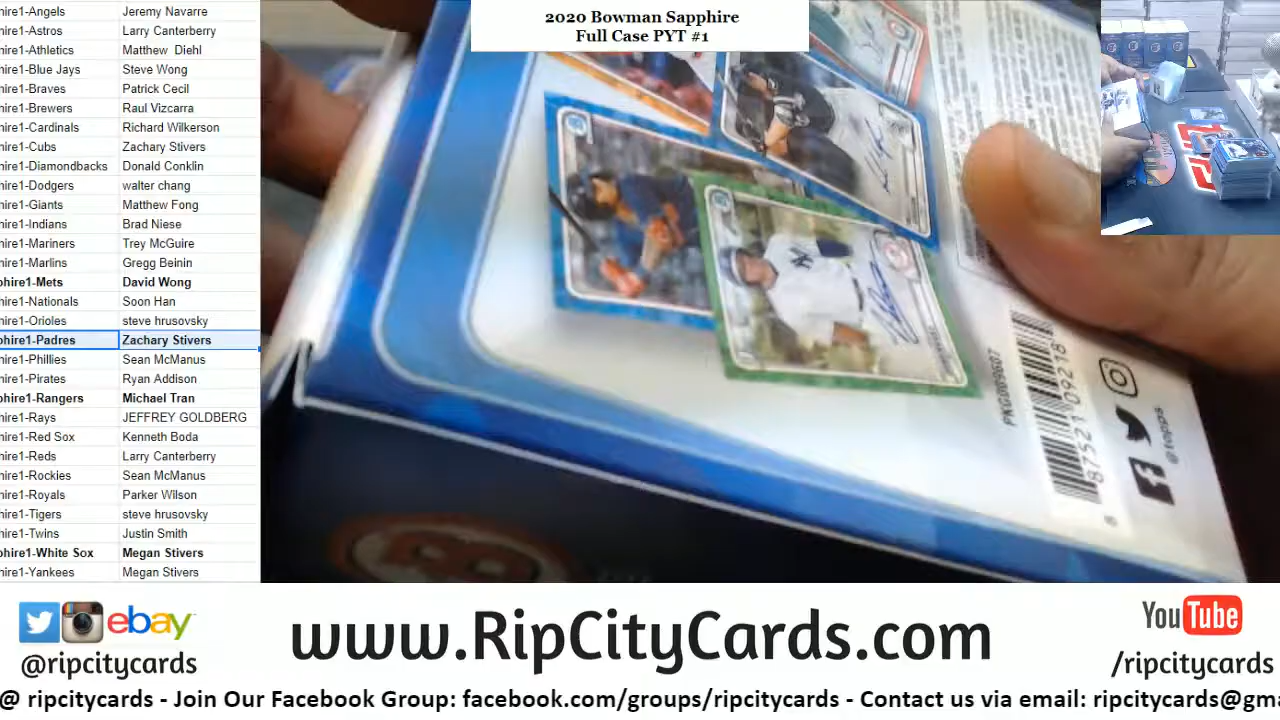 2020 Bowman Sapphire
Full Case PYT #1
hire1-Angels Jeremy Navarre
hire1-Astros Larry Canterberry
hire1-Athletics Matthew Diehl
hire1-Blue Jays Steve Wong
hire1-Braves Patrick Cecil
hire1-Brewers Raul Vizcarra
hire1-Cardinals Richard Wilkerson
hire1-Cubs Zachary Stivers
hire1-Diamondbacks Donald Conklin
hire1-Dodgers walter chang
hire1-Giants Matthew Fong
hire1-Indians Brad Niese
hire1-Mariners Trey McGuire
hire1-Marlins Gregg Beinin
phire1-Mets David Wong
hire1-Nationals Soon Han
hire1-Orioles steve hrusovsky
phire1-Padres Zachary Stivers
hire1-Phillies Sean McManus
hire1-Pirates Ryan Addison
phire1-Rangers Michael Tran
hire1-Rays JEFFREY GOLDBERG
hire1-Red Sox Kenneth Boda
hire1-Reds Larry Canterberry
hire1-Rockies Sean McManus
hire1-Royals Parker Wilson
hire1-Tigers steve hrusovsky
hire1-Twins Justin Smith
phire1-White Sox Megan Stivers
hire1-Yankees Megan Stivers
@topps
ebay
@ripcitycards
www.RipCityCards.com
YouTube
/ripcitycards
@ ripcitycards - Join Our Facebook Group: facebook.com/groups/ripcitycards - Contact us via email: ripcitycards@gma